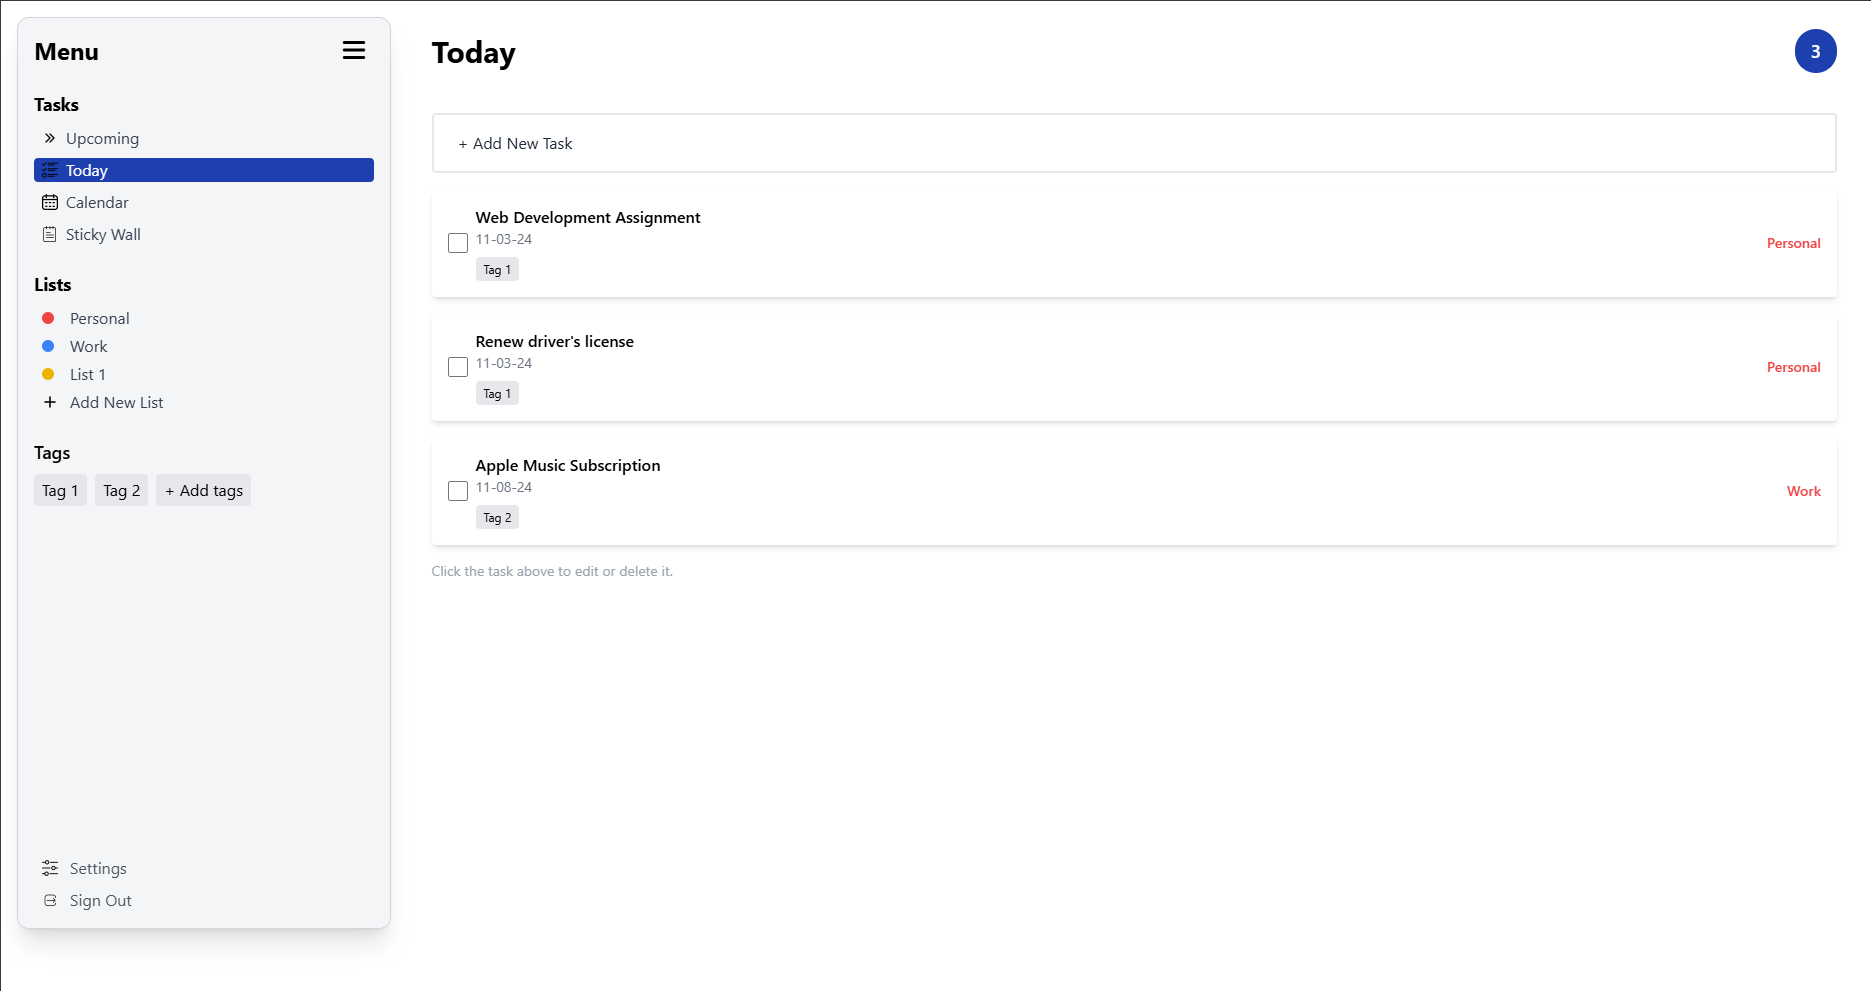 Menu
Tasks
Upcoming
Today
Calendar
Sticky Wall
Lists
Personal
Work
List 1
+ Add New List
Tags
Tag 1 Tag 2 + Add tags
Settings
Sign Out
Today
3
+ Add New Task
Web Development Assignment
11-03-24
Tag 1
Personal
Renew driver's license
11-03-24
Tag 1
Personal
Apple Music Subscription
11-08-24
Tag 2
Work
Click the task above to edit or delete it.